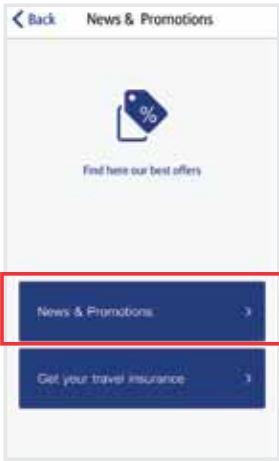 Back News & Promotions
%
Find here our best offers
News & Promotions
Get your travel insurance